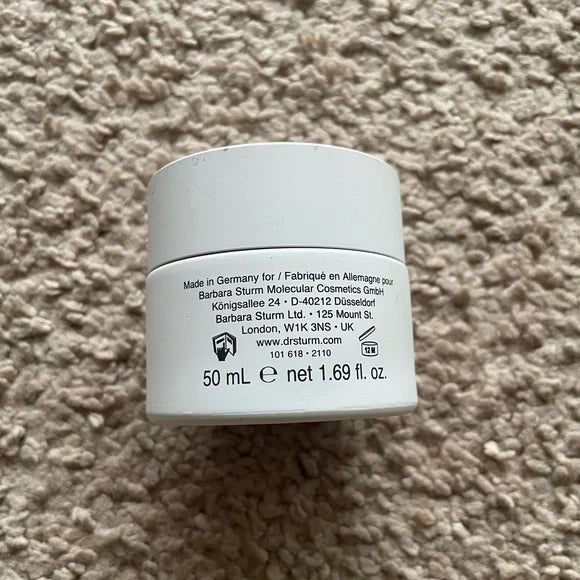 Made in Germany for / Fabriqué en Allemagne pour
Barbara Sturm Molecular Cosmetics GmbH
Königsallee 24 • D-40212 Düsseldorf
Barbara Sturm Ltd. • 125 Mount St.
London, W1K 3NS • UK
www.drsturm.com
101 618 • 2110
12 M
50 mL ℮ net 1.69 fl. oz.